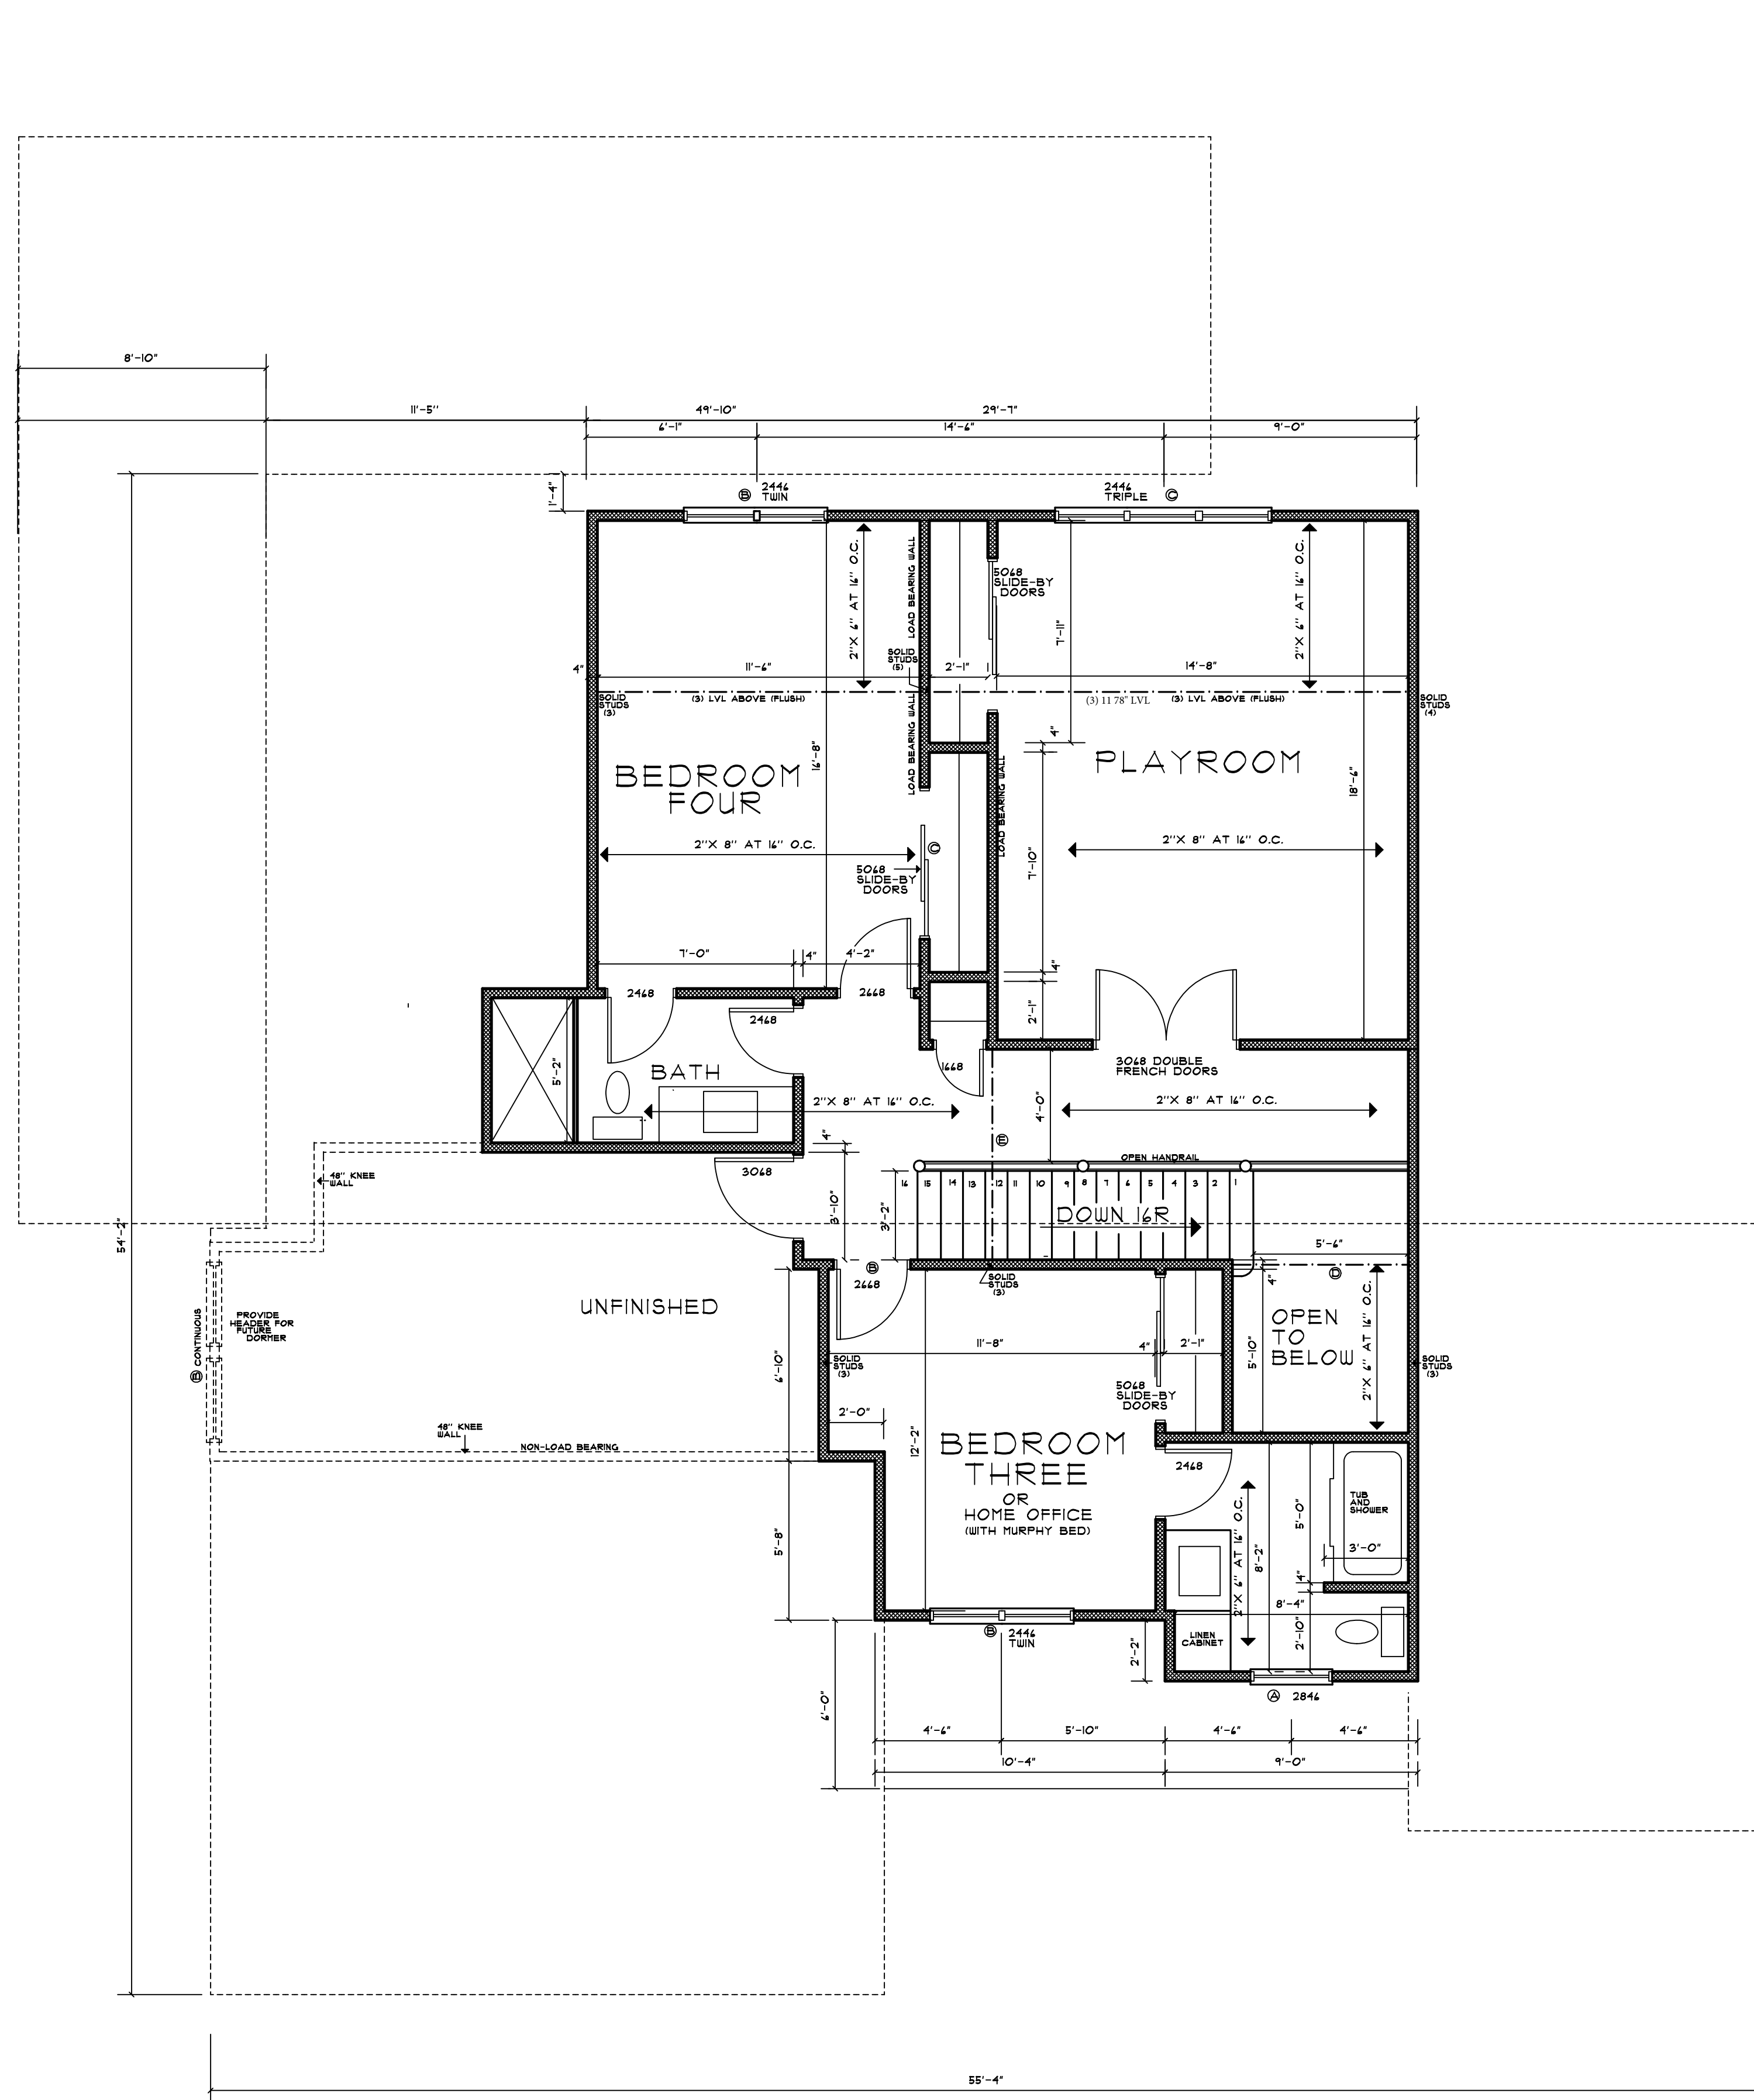 8'-10"
11'-5"
49'-10"
29'-7"
6'-1"
14'-6"
9'-0"
1'-4"
B
2446
TWIN
2446
TRIPLE
C
2"X 6" AT 16" O.C.
LOAD BEARING WALL
5068
SLIDE-BY
DOORS
7'-11"
2"X 6" AT 16" O.C.
SOLID
STUDS
(5)
4"
11'-6"
2'-1"
14'-8"
SOLID
STUDS
(3)
(3) LVL ABOVE (FLUSH)
(3) 11 78" LVL
(3) LVL ABOVE (FLUSH)
SOLID
STUDS
(4)
LOAD BEARING WALL
4"
16'-8"
BEDROOM
FOUR
PLAYROOM
18'-6"
LOAD BEARING WALL
2"X 8" AT 16" O.C.
C
2"X 8" AT 16" O.C.
7'-10"
5068
SLIDE-BY
DOORS
7'-0"
4"
4'-2"
4"
2468
2668
2468
2'-1"
5'-2"
BATH
1668
3068 DOUBLE
FRENCH DOORS
2"X 8" AT 16" O.C.
4'-0"
2"X 8" AT 16" O.C.
4"
E
OPEN HANDRAIL
48" KNEE
WALL
3068
16 15 14 13 12 11 10 9 8 7 6 5 4 3 2 1
3'-10"
3'-2"
DOWN 16R
54'-2"
5'-6"
B
2668
SOLID
STUDS
(3)
4"
D
UNFINISHED
B CONTINUOUS
PROVIDE
HEADER FOR
FUTURE
DORMER
OPEN
TO
BELOW
2"X 6" AT 16" O.C.
5'-10"
11'-8"
4"
2'-1"
6'-10"
SOLID
STUDS
(3)
SOLID
STUDS
(3)
5068
SLIDE-BY
DOORS
2'-0"
48" KNEE
WALL
NON-LOAD BEARING
12'-2"
BEDROOM
THREE
OR
HOME OFFICE
(WITH MURPHY BED)
2468
TUB
AND
SHOWER
5'-0"
2"X 6" AT 16" O.C.
8'-2"
5'-8"
3'-0"
4"
8'-4"
2'-10"
LINEN
CABINET
B
2446
TWIN
2'-2"
A
2846
6'-0"
4'-6"
5'-10"
4'-6"
4'-6"
10'-4"
9'-0"
55'-4"